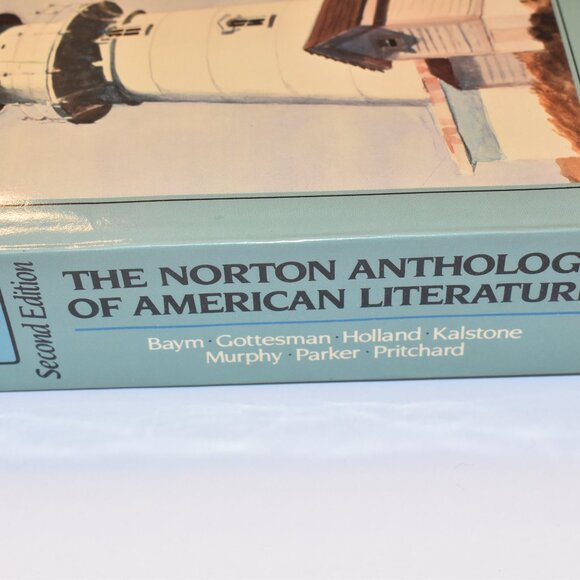 Second Edition
THE NORTON ANTHOLOG
OF AMERICAN LITERATUR
Baym · Gottesman · Holland · Kalstone
Murphy · Parker · Pritchard